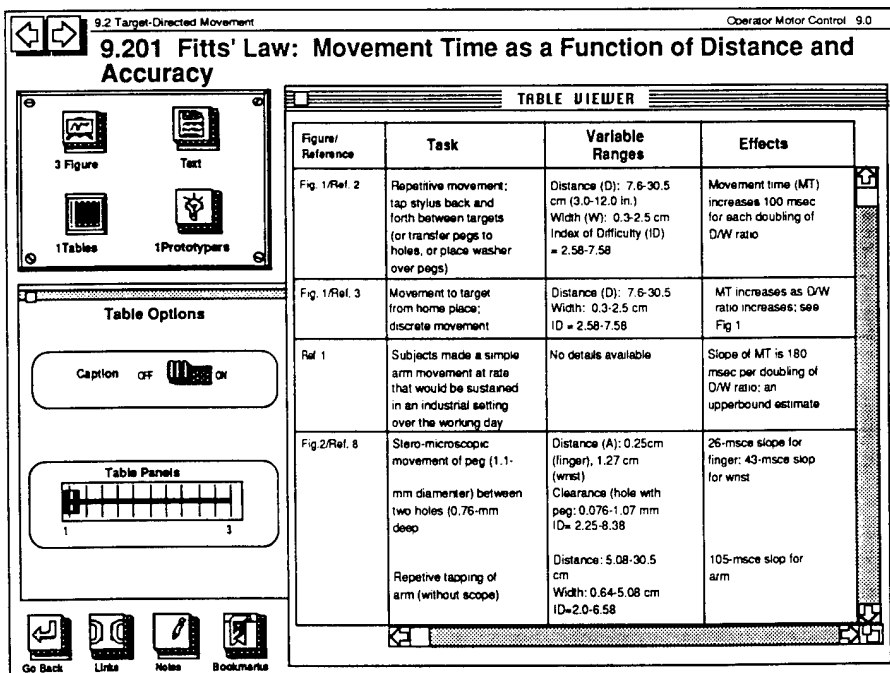 9.2 Target-Directed Movement
Operator Motor Control 9.0
9.201 Fitts' Law: Movement Time as a Function of Distance and
Accuracy
3 Figure
Text
1Tables
1Prototypers
Table Options
Caption OFF ON
Table Panels
1 3
Go Back
Links
Notes
Bookmarks
TABLE VIEWER
Figure/
Reference
Task
Variable
Ranges
Effects
Fig. 1/Ref. 2
Repetitive movement;
tap stylus back and
forth between targets
(or transfer pegs to
holes, or place washer
over pegs)
Distance (D): 7.6-30.5
cm (3.0-12.0 in.)
Width (W): 0.3-2.5 cm
Index of Difficulty (ID)
= 2.58-7.58
Movement time (MT)
increases 100 msec
for each doubling of
D/W ratio
Fig. 1/Ref. 3
Movement to target
from home place;
discrete movement
Distance (D): 7.6-30.5
Width: 0.3-2.5 cm
ID = 2.58-7.58
MT increases as D/W
ratio increases; see
Fig 1
Ref 1
Subjects made a simple
arm movement at rate
that would be sustained
in an industrial setting
over the working day
No details available
Slope of MT is 180
msec per doubling of
D/W ratio; an
upperbound estimate
Fig.2/Ref. 8
Stero-microscopic
movement of peg (1.1-
mm diamenter) between
two holes (0.76-mm
deep
Distance (A): 0.25cm
(finger), 1.27 cm
(wrist)
Clearance (hole with
peg: 0.076-1.07 mm
ID= 2.25-8.38
26-msce slope for
finger; 43-msce slop
for wrist
Repetive tapping of
arm (without scope)
Distance: 5.08-30.5
cm
Width: 0.64-5.08 cm
ID=2.0-6.58
105-msce slop for
arm